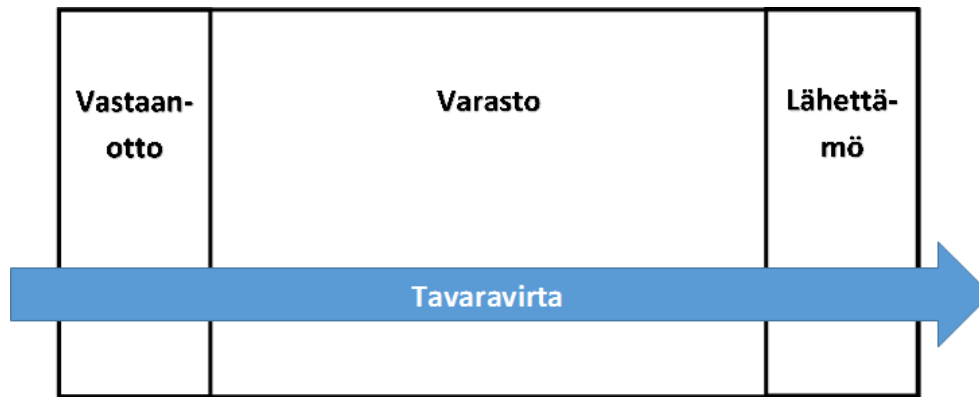 Vastaan-
otto
Varasto
Lähettä-
mö
Tavaravirta